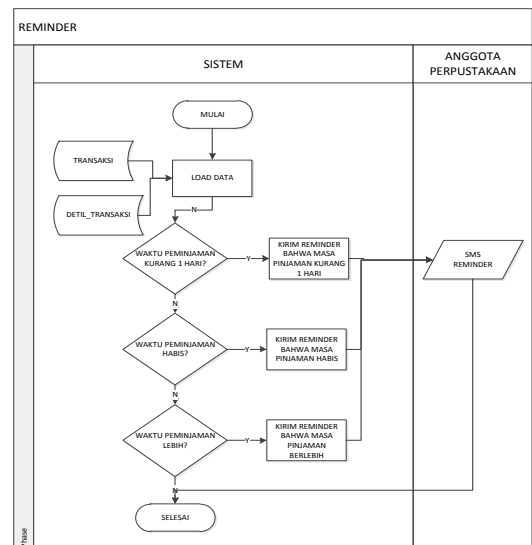 REMINDER
SISTEM
ANGGOTA
PERPUSTAKAAN
MULAI
TRANSAKSI
LOAD DATA
DETIL_TRANSAKSI
N
WAKTU PEMINJAMAN
KURANG 1 HARI?
Y
KIRIM REMINDER
BAHWA MASA
PINJAMAN KURANG
1 HARI
SMS
REMINDER
N
WAKTU PEMINJAMAN
HABIS?
Y
KIRIM REMINDER
BAHWA MASA
PINJAMAN HABIS
N
WAKTU PEMINJAMAN
LEBIH?
Y
KIRIM REMINDER
BAHWA MASA
PINJAMAN
BERLEBIH
N
SELESAI
Phase